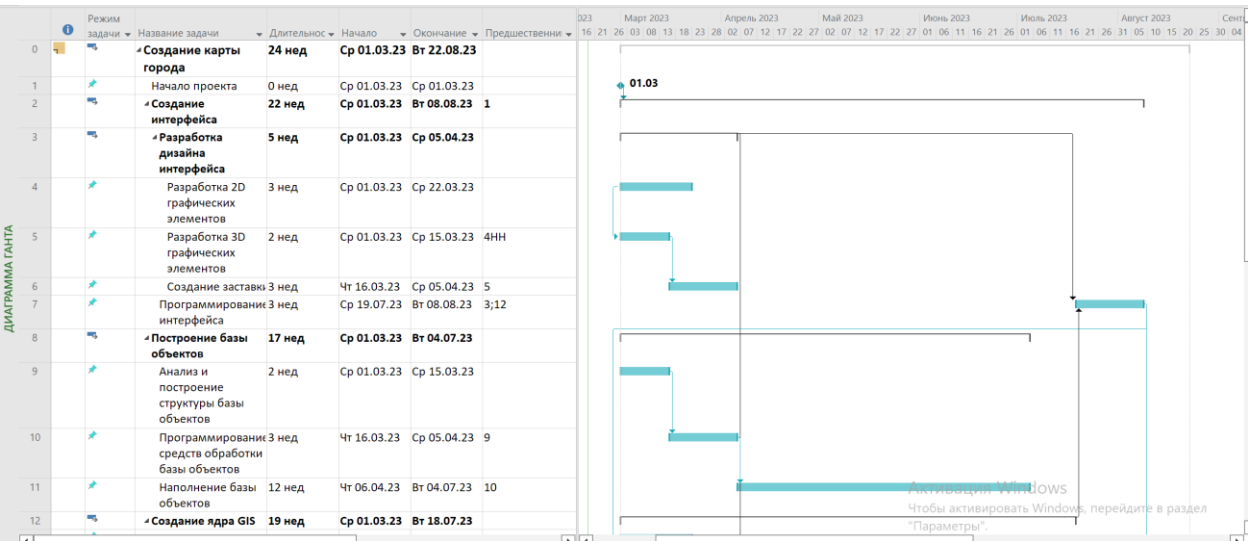 Режим
задачи Название задачи Длительнос Начало Окончание Предшественни
023 Март 2023 Апрель 2023 Май 2023 Июнь 2023 Июль 2023 Август 2023 Сент
16 21 26 03 08 13 18 23 28 02 07 12 17 22 27 02 07 12 17 22 27 01 06 11 16 21 26 01 06 11 16 21 26 31 05 10 15 20 25 30 04
ДИАГРАММА ГАНТА
0 Создание карты 24 нед Ср 01.03.23 Вт 22.08.23
города
1 Начало проекта 0 нед Ср 01.03.23 Ср 01.03.23
01.03
2 Создание 22 нед Ср 01.03.23 Вт 08.08.23 1
интерфейса
3 Разработка 5 нед Ср 01.03.23 Ср 05.04.23
дизайна
интерфейса
4 Разработка 2D 3 нед Ср 01.03.23 Ср 22.03.23
графических
элементов
5 Разработка 3D 2 нед Ср 01.03.23 Ср 15.03.23 4НН
графических
элементов
6 Создание заставки 3 нед Чт 16.03.23 Ср 05.04.23 5
7 Программирование 3 нед Ср 19.07.23 Вт 08.08.23 3;12
интерфейса
8 Построение базы 17 нед Ср 01.03.23 Вт 04.07.23
объектов
9 Анализ и 2 нед Ср 01.03.23 Ср 15.03.23
построение
структуры базы
объектов
10 Программирование 3 нед Чт 16.03.23 Ср 05.04.23 9
средств обработки
базы объектов
11 Наполнение базы 12 нед Чт 06.04.23 Вт 04.07.23 10
объектов
12 Создание ядра GIS 19 нед Ср 01.03.23 Вт 18.07.23
Активация Windows
Чтобы активировать Windows, перейдите в раздел
"Параметры".